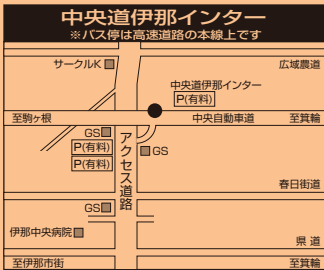 中央道伊那インター
※バス停は高速道路の本線上です
サークルK
広域農道
中央道伊那インター
P(有料)
至駒ヶ根
中央自動車道
至箕輪
GS
P(有料)
P(有料)
アクセス道路
GS
春日街道
GS
伊那中央病院
県道
至伊那市街
至箕輪